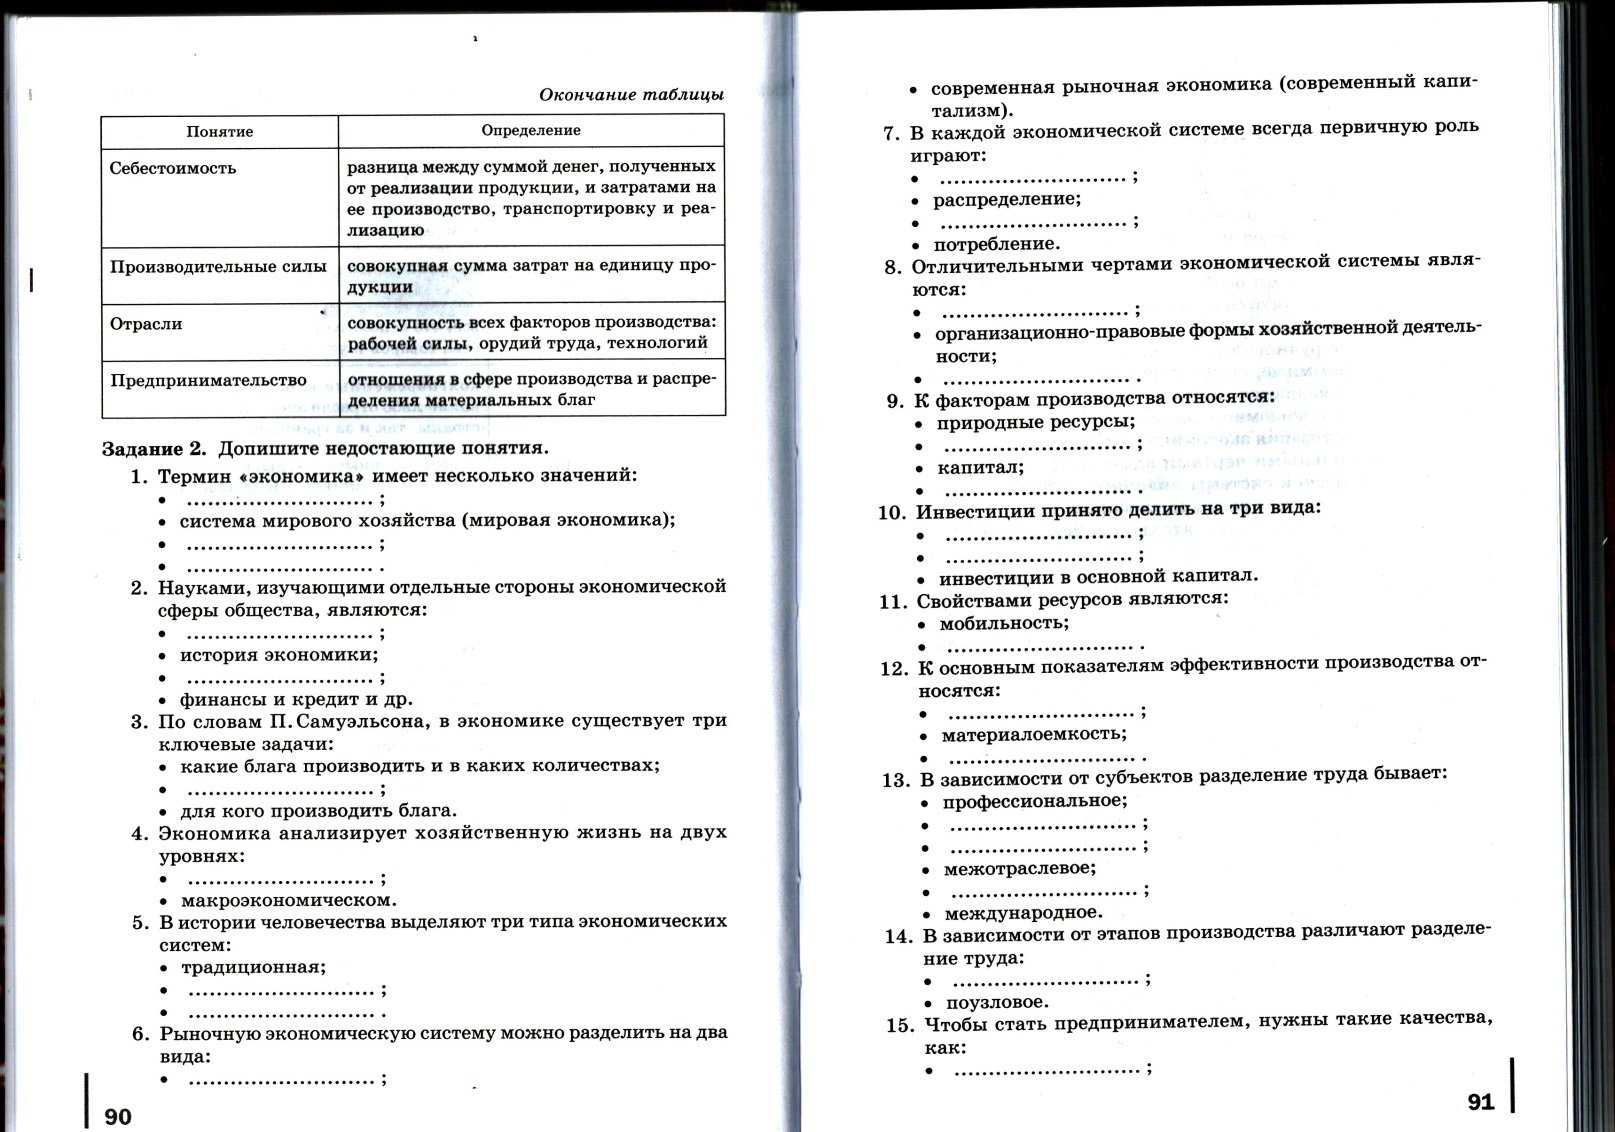 Окончание таблицы
Понятие Определение
Себестоимость разница между суммой денег, полученных
от реализации продукции, и затратами на
ее производство, транспортировку и реа-
лизацию
Производительные силы совокупная сумма затрат на единицу про-
дукции
Отрасли совокупность всех факторов производства:
рабочей силы, орудий труда, технологий
Предпринимательство отношения в сфере производства и распре-
деления материальных благ
Задание 2. Допишите недостающие понятия.
1. Термин «экономика» имеет несколько значений:
• ........................... ;
• система мирового хозяйства (мировая экономика);
• ........................... ;
• ........................... .
2. Науками, изучающими отдельные стороны экономической
сферы общества, являются:
• ........................... ;
• история экономики;
• ........................... ;
• финансы и кредит и др.
3. По словам П. Самуэльсона, в экономике существует три
ключевые задачи:
• какие блага производить и в каких количествах;
• ........................... ;
• для кого производить блага.
4. Экономика анализирует хозяйственную жизнь на двух
уровнях:
• ........................... ;
• макроэкономическом.
5. В истории человечества выделяют три типа экономических
систем:
• традиционная;
• ........................... ;
• ........................... .
6. Рыночную экономическую систему можно разделить на два
вида:
• ........................... ;
90
• современная рыночная экономика (современный капи-
тализм).
7. В каждой экономической системе всегда первичную роль
играют:
• ........................... ;
• распределение;
• ........................... ;
• потребление.
8. Отличительными чертами экономической системы явля-
ются:
• ........................... ;
• организационно-правовые формы хозяйственной деятель-
ности;
• ........................... .
9. К факторам производства относятся:
• природные ресурсы;
• ........................... ;
• капитал;
• ........................... .
10. Инвестиции принято делить на три вида:
• ........................... ;
• ........................... ;
• инвестиции в основной капитал.
11. Свойствами ресурсов являются:
• мобильность;
• ........................... .
12. К основным показателям эффективности производства от-
носятся:
• ........................... ;
• материалоемкость;
• ........................... .
13. В зависимости от субъектов разделение труда бывает:
• профессиональное;
• ........................... ;
• ........................... ;
• межотраслевое;
• ........................... ;
• международное.
14. В зависимости от этапов производства различают разделе-
ние труда:
• ........................... ;
• поузловое.
15. Чтобы стать предпринимателем, нужны такие качества,
как:
• ........................... ;
91